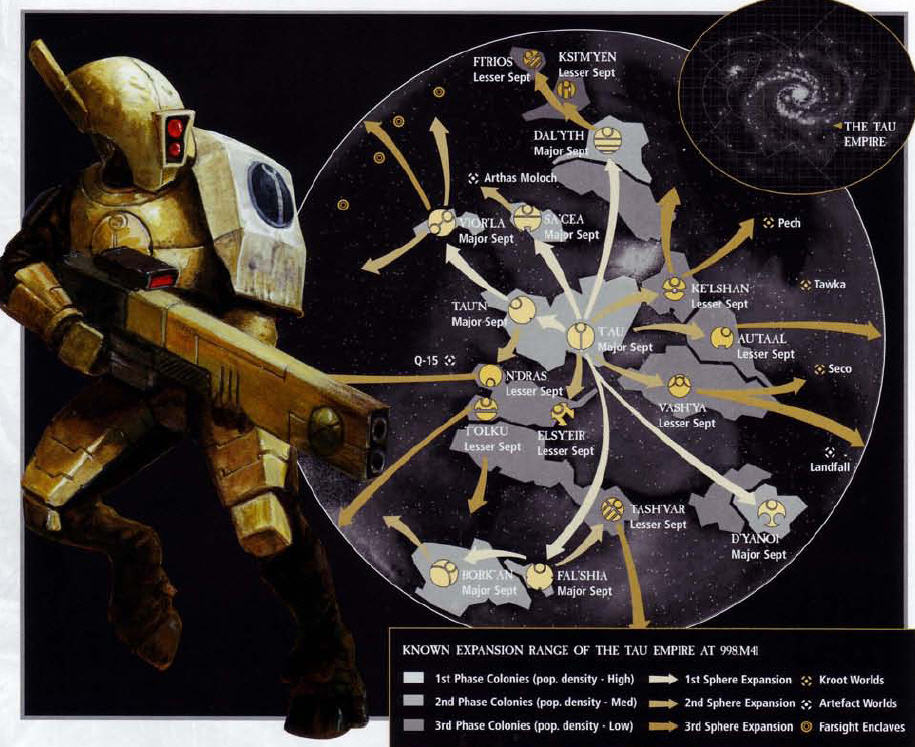 FI'RIOS
Lesser Sept
KSI'M'YEN
Lesser Sept
DAL'YTH
Major Sept
THE TAU
EMPIRE
Arthas Moloch
VIOR'LA
Major Sept
SA'CEA
Major Sept
Pech
KE'LSHAN
Lesser Sept
Tawka
TAU'N
Major Sept
T'AU
Major Sept
AU'TAAL
Lesser Sept
Q-15
N'DRAS
Lesser Sept
Seco
VASH'YA
Lesser Sept
T'OLKU
Lesser Sept
ELSY'EIR
Lesser Sept
Landfall
TASH'VAR
Lesser Sept
D'YANOI
Major Sept
BORK'AN
Major Sept
FAL'SHIA
Major Sept
KNOWN EXPANSION RANGE OF THE TAU EMPIRE AT 998.M41
1st Phase Colonies (pop. density - High)
1st Sphere Expansion
Kroot Worlds
2nd Phase Colonies (pop. density - Med)
2nd Sphere Expansion
Artefact Worlds
3rd Phase Colonies (pop. density - Low)
3rd Sphere Expansion
Farsight Enclaves